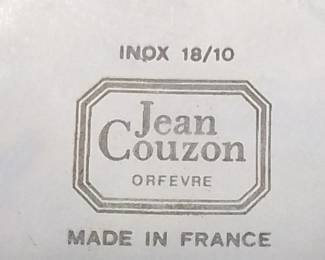 INOX 18/10
Jean
Couzon
ORFEVRE
MADE IN FRANCE